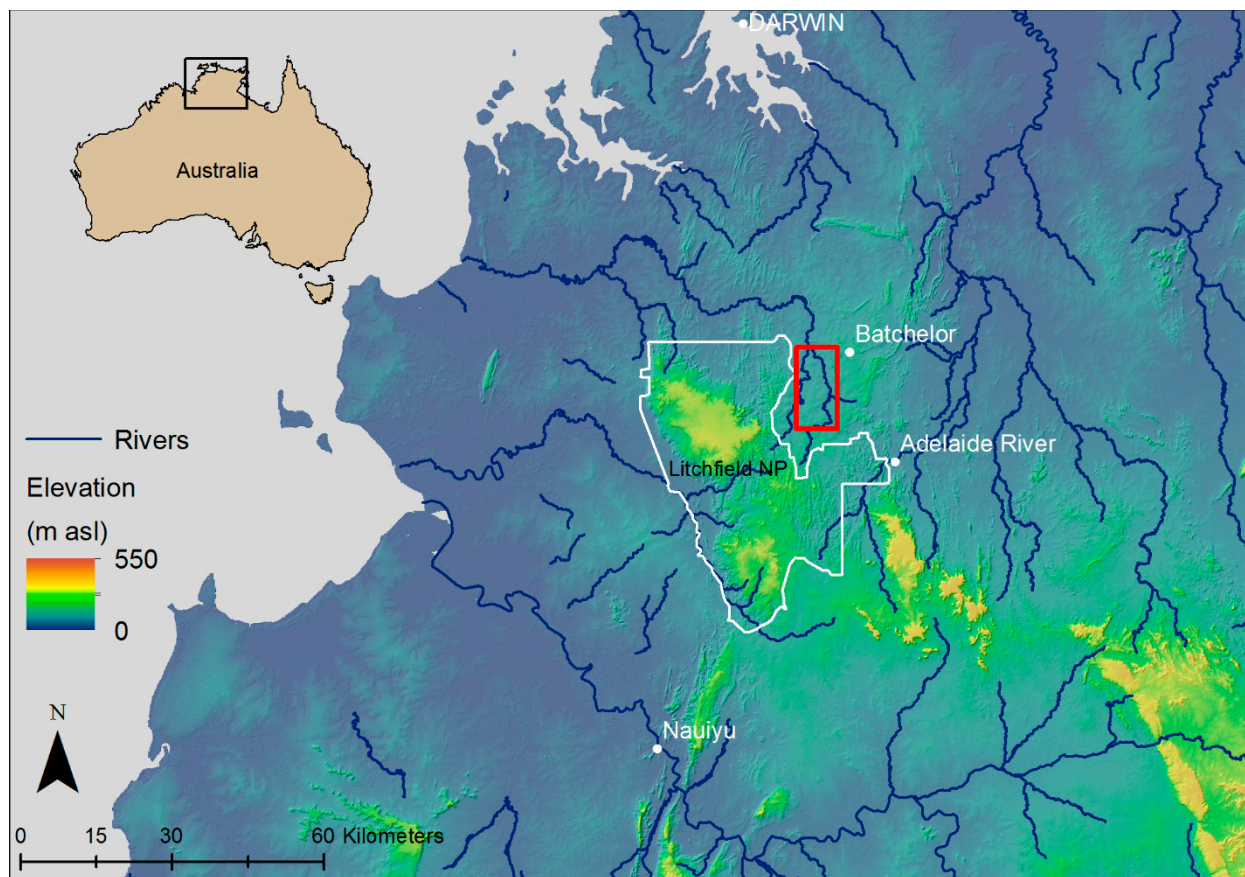 DARWIN
Australia
Batchelor
Rivers
Adelaide River
Litchfield NP
Elevation
(m asl)
550
0
N
Nauiyu
0 15 30 60 Kilometers